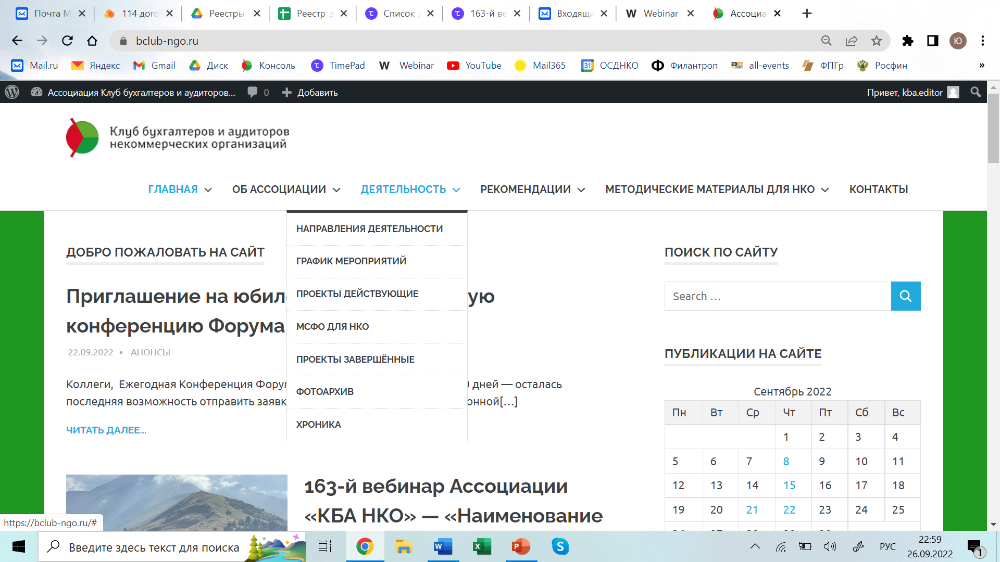 Почта М
114 дого
Реестры
Реестр_д
Список з
163-й ве
Входящи
Webinar
Ассоциа
bclub-ngo.ru
Ю
Mail.ru
Яндекс
Gmail
Диск
Консоль
TimePad
Webinar
YouTube
Mail365
31
ОСДНКО
Филантроп
all-events
ФПГр
Росфин
»
Ассоциация Клуб бухгалтеров и аудиторов...
0
Добавить
Привет, kba.editor
Клуб бухгалтеров и аудиторов
некоммерческих организаций
ГЛАВНАЯ
ОБ АССОЦИАЦИИ
ДЕЯТЕЛЬНОСТЬ
РЕКОМЕНДАЦИИ
МЕТОДИЧЕСКИЕ МАТЕРИАЛЫ ДЛЯ НКО
КОНТАКТЫ
НАПРАВЛЕНИЯ ДЕЯТЕЛЬНОСТИ
ГРАФИК МЕРОПРИЯТИЙ
ПРОЕКТЫ ДЕЙСТВУЮЩИЕ
МСФО ДЛЯ НКО
ПРОЕКТЫ ЗАВЕРШЁННЫЕ
ФОТОАРХИВ
ХРОНИКА
ДОБРО ПОЖАЛОВАТЬ НА САЙТ
Приглашение на юбил ую
конференцию Форума
22.09.2022 • АНОНСЫ
Коллеги, Ежегодная Конференция Фору дней — осталась
последняя возможность отправить заявк онной[…]
ЧИТАТЬ ДАЛЕЕ...
163-й вебинар Ассоциации
«КБА НКО» — «Наименование
ПОИСК ПО САЙТУ
Search …
ПУБЛИКАЦИИ НА САЙТЕ
Сентябрь 2022
Пн Вт Ср Чт Пт Сб Вс
1 2 3 4
5 6 7 8 9 10 11
12 13 14 15 16 17 18
19 20 21 22 23 24 25
https://bclub-ngo.ru/#
Введите здесь текст для поиска
РУС
22:59
26.09.2022
1